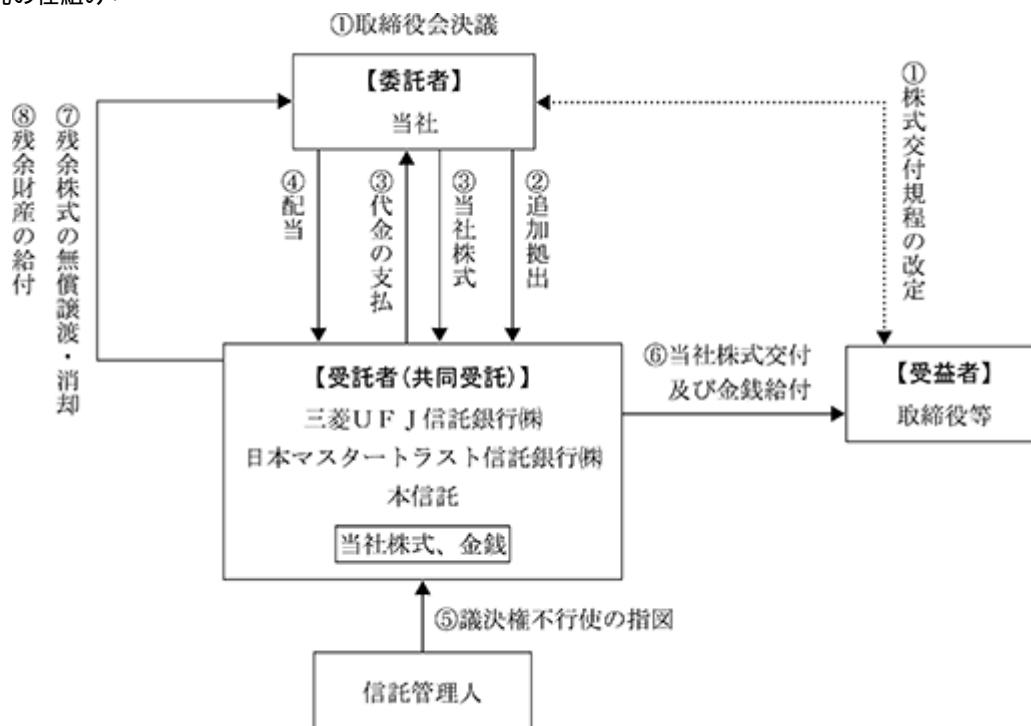 ①取締役会決議
【委託者】
当社
⑧残余財産の給付
⑦残余株式の無償譲渡・消却
④配当
③代金の支払
③当社株式
②追加拠出
①株式交付規程の改定
【受託者(共同受託)】
三菱UFJ信託銀行㈱
日本マスタートラスト信託銀行㈱
本信託
当社株式、金銭
⑥当社株式交付
及び金銭給付
【受益者】
取締役等
⑤議決権不行使の指図
信託管理人